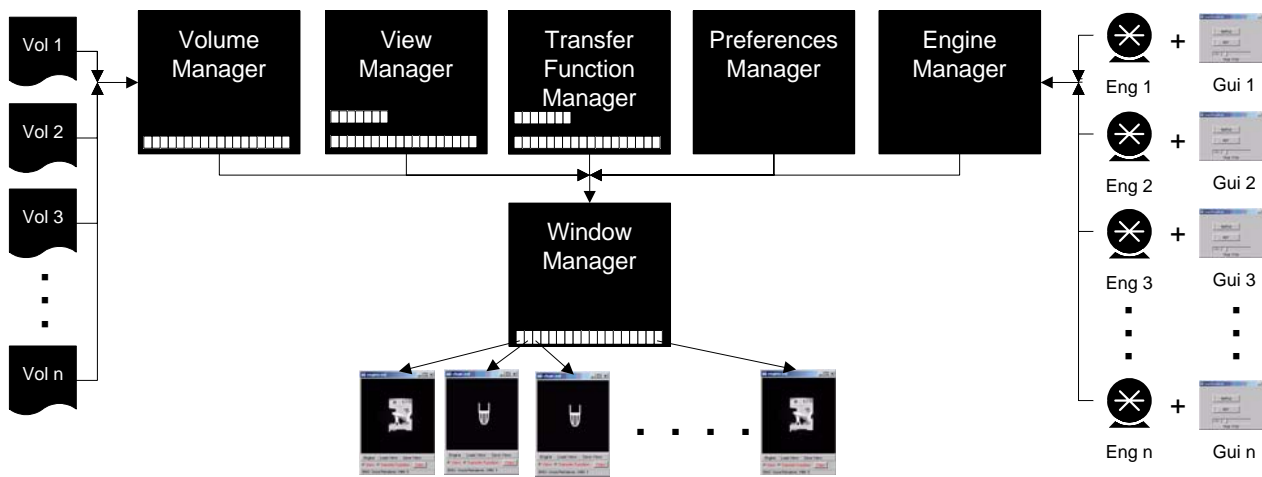 Vol 1
Vol 2
Vol 3
Vol n
Volume
Manager
View
Manager
Transfer
Function
Manager
Preferences
Manager
Engine
Manager
Window
Manager
Eng 1
+
Gui 1
Eng 2
+
Gui 2
Eng 3
+
Gui 3
Eng n
+
Gui n